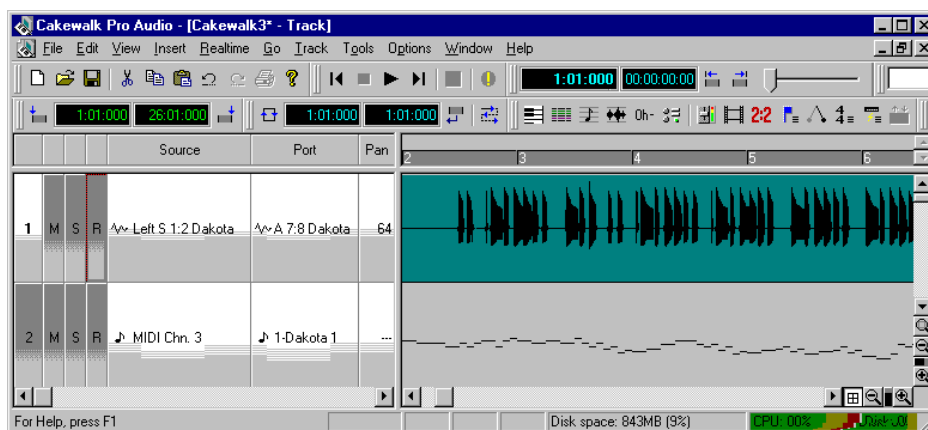 Cakewalk Pro Audio - [Cakewalk3* - Track]
File Edit View Insert Realtime Go Track Tools Options Window Help
1:01:000 00:00:00:00
1:01:000 26:01:000 1:01:000 1:01:000 0h- 2:2
Source Port Pan 2 3 4 5 6
1 M S R Left S 1:2 Dakota A 7:8 Dakota 64
2 M S R MIDI Chn. 3 1-Dakota 1 ---
For Help, press F1 Disk space: 843MB (9%) CPU: 00%